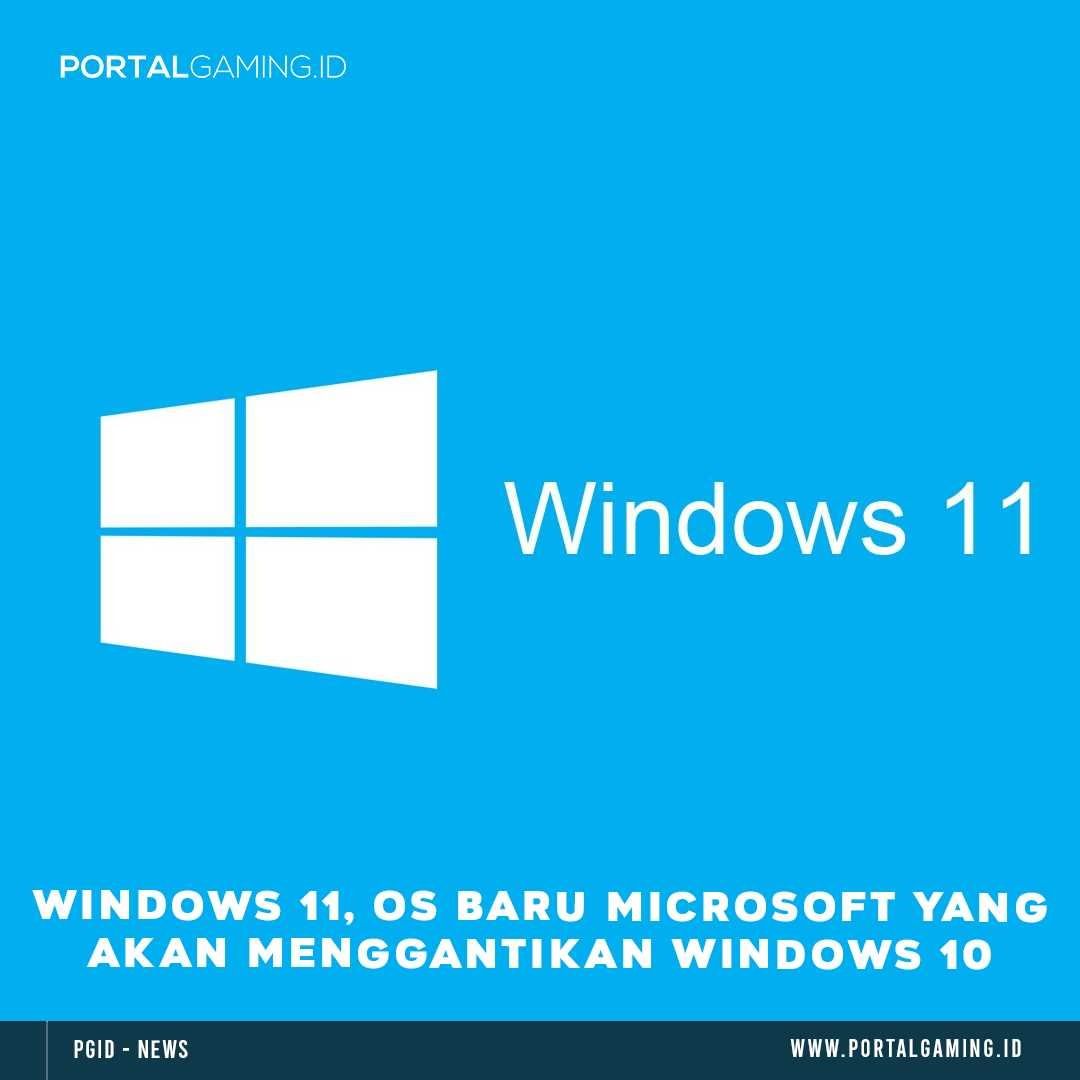 PORTALGAMING.ID
Windows 11
WINDOWS 11, OS BARU MICROSOFT YANG
AKAN MENGGANTIKAN WINDOWS 10
PGID - NEWS
WWW.PORTALGAMING.ID